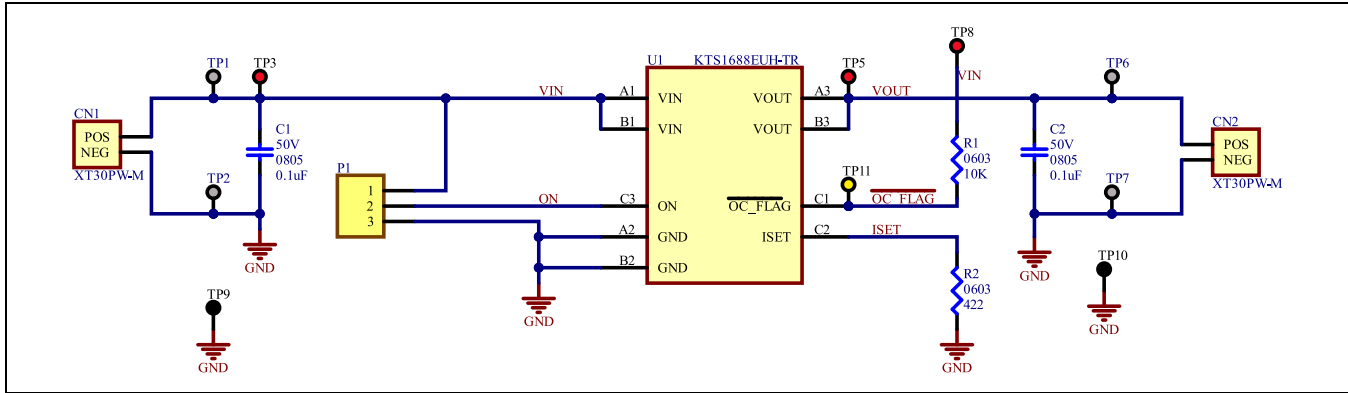 TP8
U1 KTS1688EUH-TR
TP1 TP3 TP5 TP6
VIN
VIN A1 VIN VOUT A3 VOUT
CN1
POS
NEG
XT30PW-M
C1
50V
0805
0.1uF
B1 VIN VOUT B3
R1
0603
10K
C2
50V
0805
0.1uF
CN2
POS
NEG
XT30PW-M
P1
1
2
3
TP2
TP11
TP7
ON C3 ON OC_FLAG C1 OC_FLAG
A2 GND ISET C2 ISET
B2 GND
GND
GND
TP10
R2
0603
422
TP9
GND
GND
GND
GND